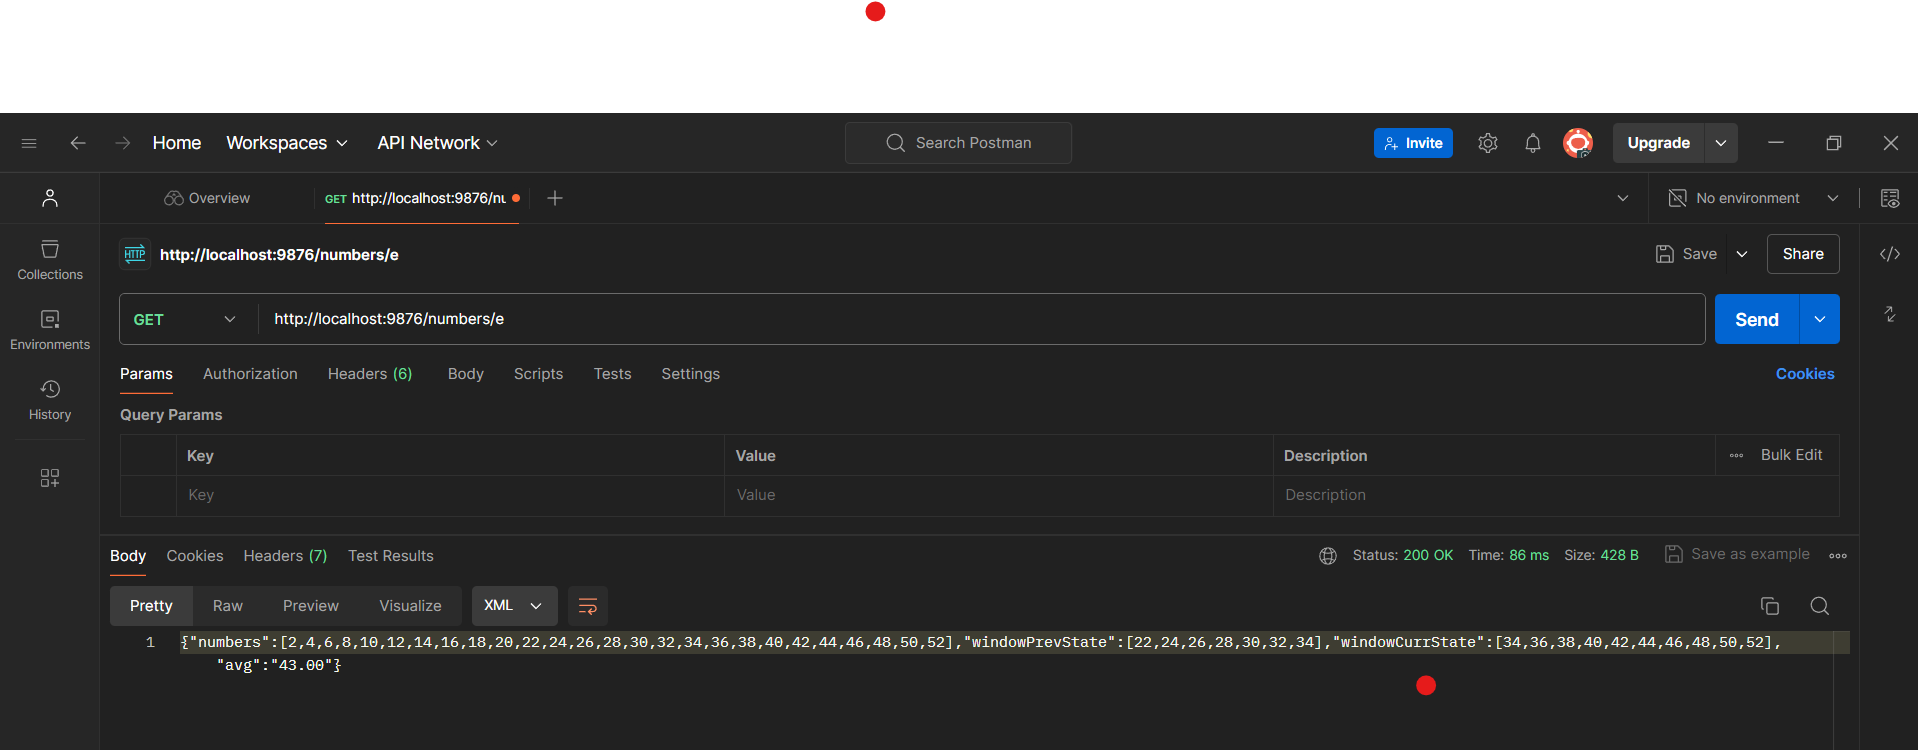 Home Workspaces API Network Search Postman Invite Upgrade
Overview GET http://localhost:9876/nu No environment
HTTP http://localhost:9876/numbers/e Save Share
Collections
GET http://localhost:9876/numbers/e Send
Environments
Params Authorization Headers (6) Body Scripts Tests Settings Cookies
History
Query Params
Key Value Description Bulk Edit
Key Value Description
Body Cookies Headers (7) Test Results Status: 200 OK Time: 86 ms Size: 428 B Save as example
Pretty Raw Preview Visualize XML
1 {"numbers":[2,4,6,8,10,12,14,16,18,20,22,24,26,28,30,32,34,36,38,40,42,44,46,48,50,52],"windowPrevState":[22,24,26,28,30,32,34],"windowCurrState":[34,36,38,40,42,44,46,48,50,52],
"avg":"43.00"}